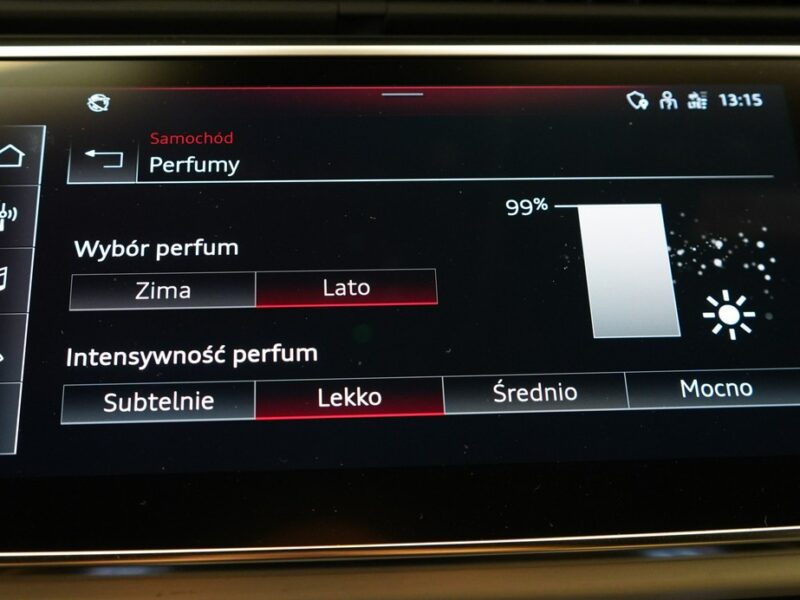 13:15
Samochód
Perfumy
99%
Wybór perfum
Zima Lato
Intensywność perfum
Subtelnie Lekko Średnio Mocno